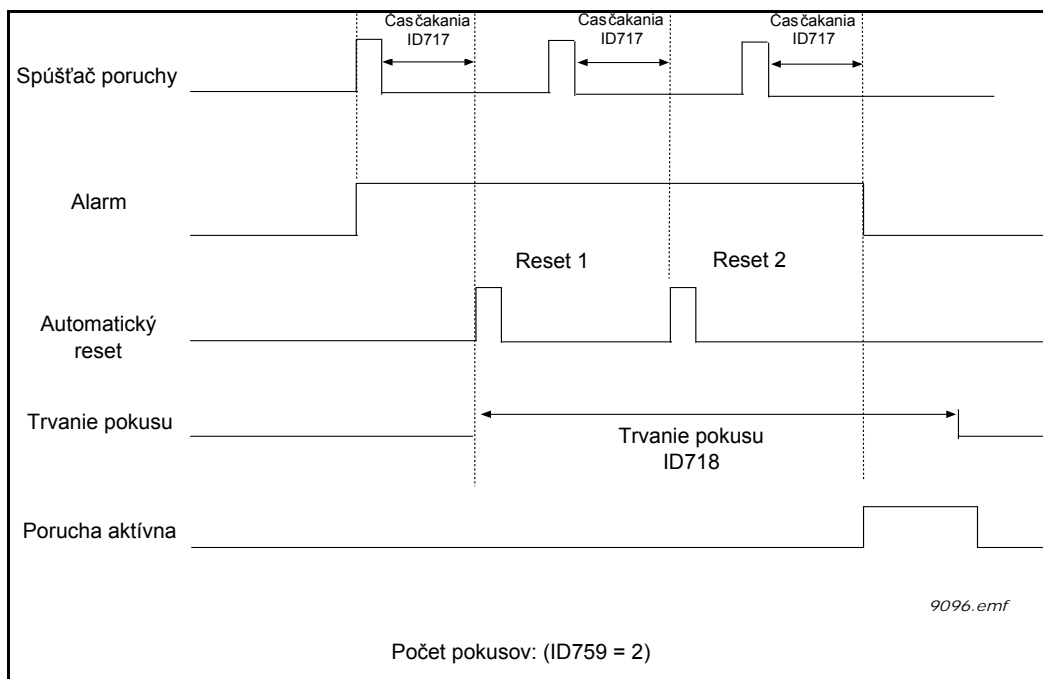 Čas čakania
ID717
Čas čakania
ID717
Čas čakania
ID717
Spúšťač poruchy
Alarm
Reset 1
Reset 2
Automatický
reset
Trvanie pokusu
Trvanie pokusu
ID718
Porucha aktívna
9096.emf
Počet pokusov: (ID759 = 2)